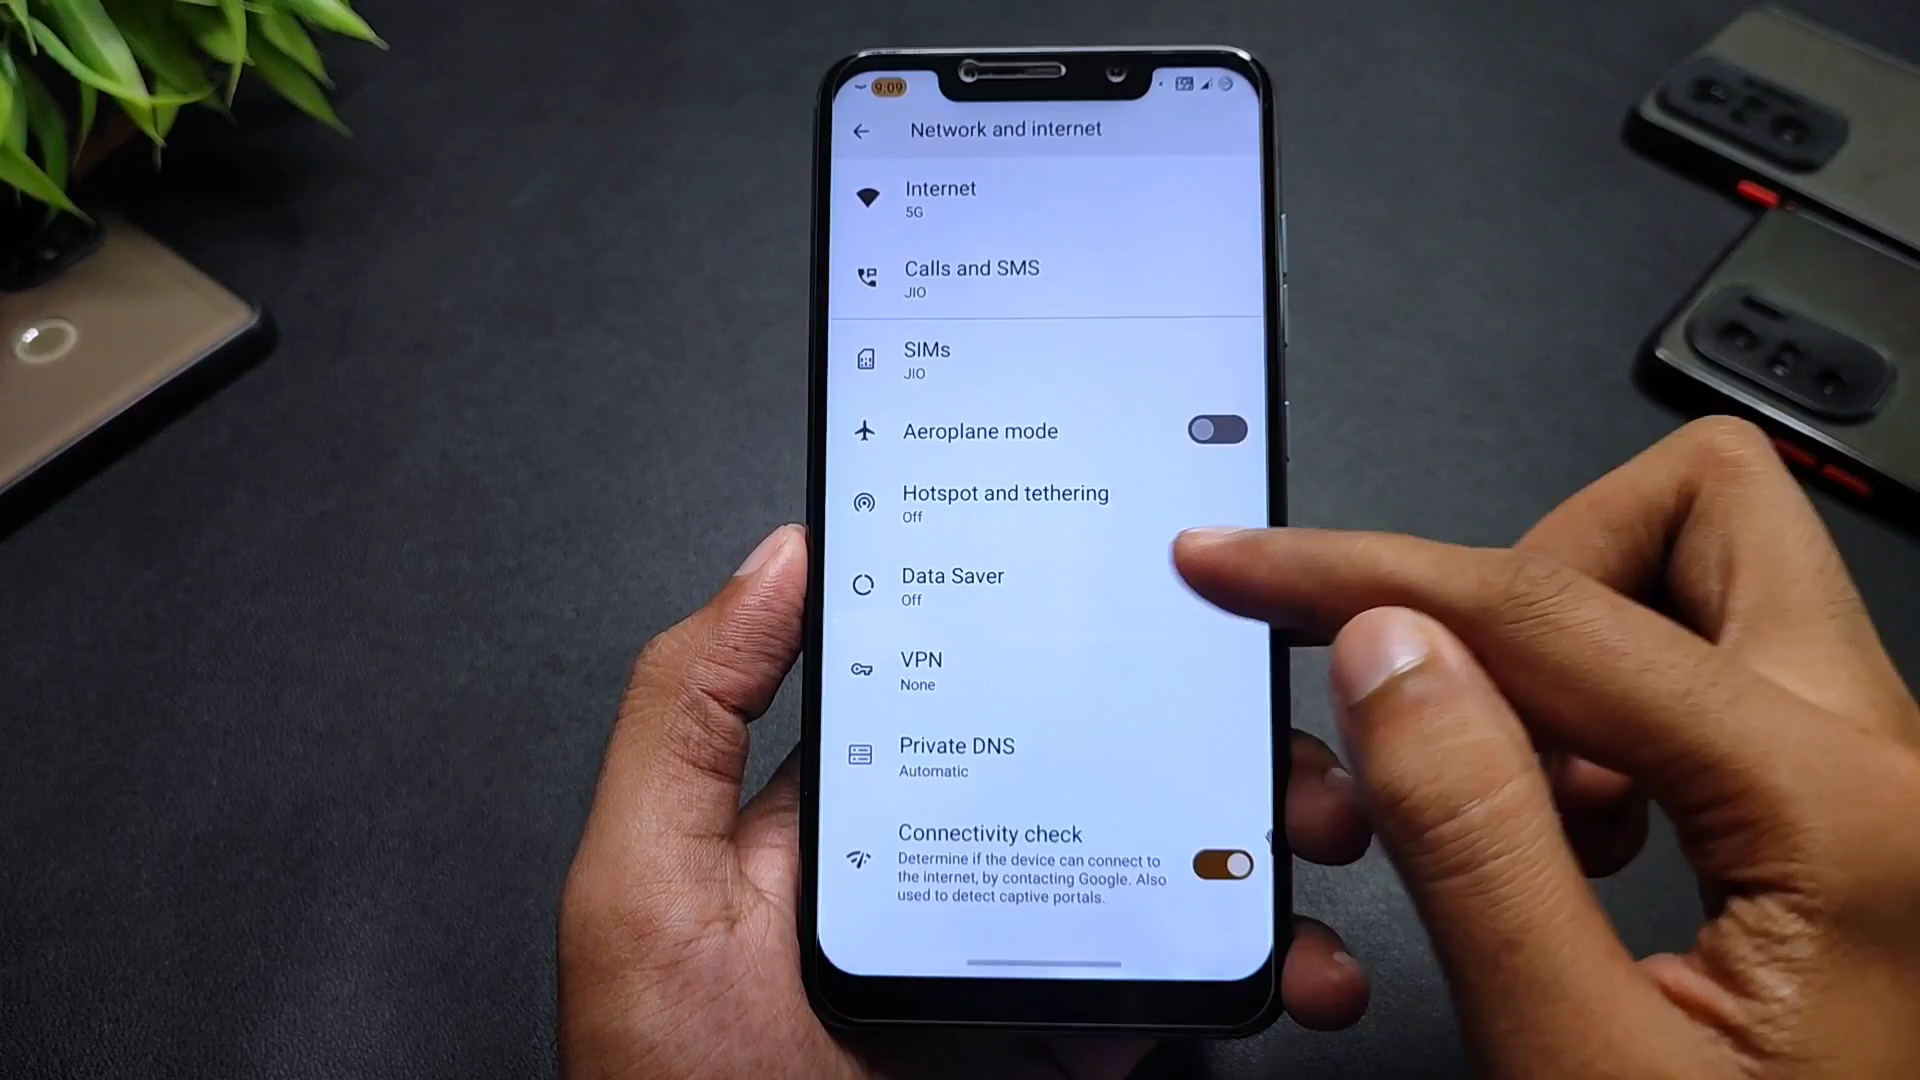 9:09
Network and internet
Internet
5G
Calls and SMS
JIO
SIMs
JIO
Aeroplane mode
Hotspot and tethering
Off
Data Saver
Off
VPN
None
Private DNS
Automatic
Connectivity check
Determine if the device can connect to
the internet, by contacting Google. Also
used to detect captive portals.